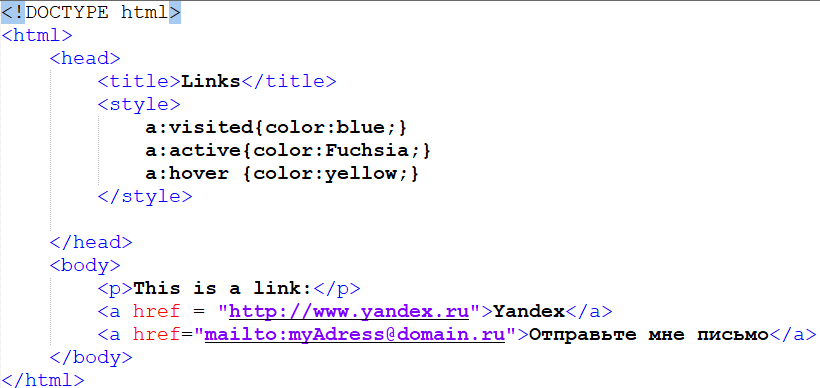 <!DOCTYPE html>
<html>
<head>
<title>Links</title>
<style>
a:visited{color:blue;}
a:active{color:Fuchsia;}
a:hover {color:yellow;}
</style>
</head>
<body>
<p>This is a link:</p>
<a href = "http://www.yandex.ru">Yandex</a>
<a href="mailto:myAdress@domain.ru">Отправьте мне письмо</a>
</body>
</html>